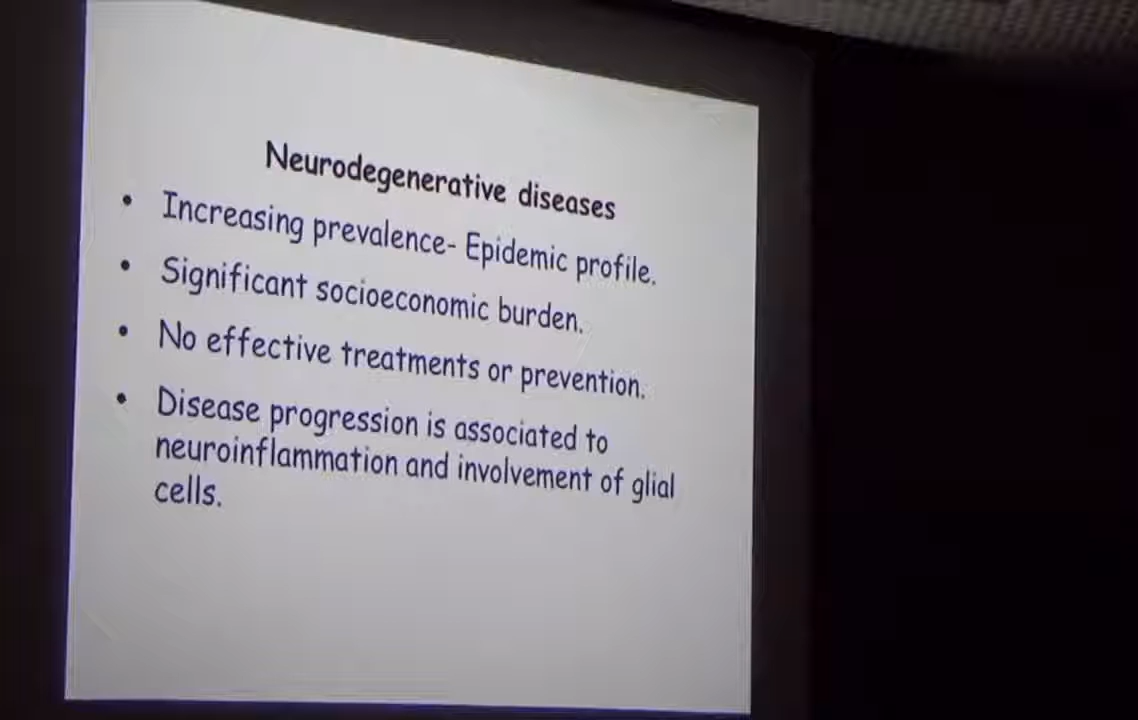 Neurodegenerative diseases
• Increasing prevalence- Epidemic profile.
• Significant socioeconomic burden.
• No effective treatments or prevention.
• Disease progression is associated to
neuroinflammation and involvement of glial
cells.